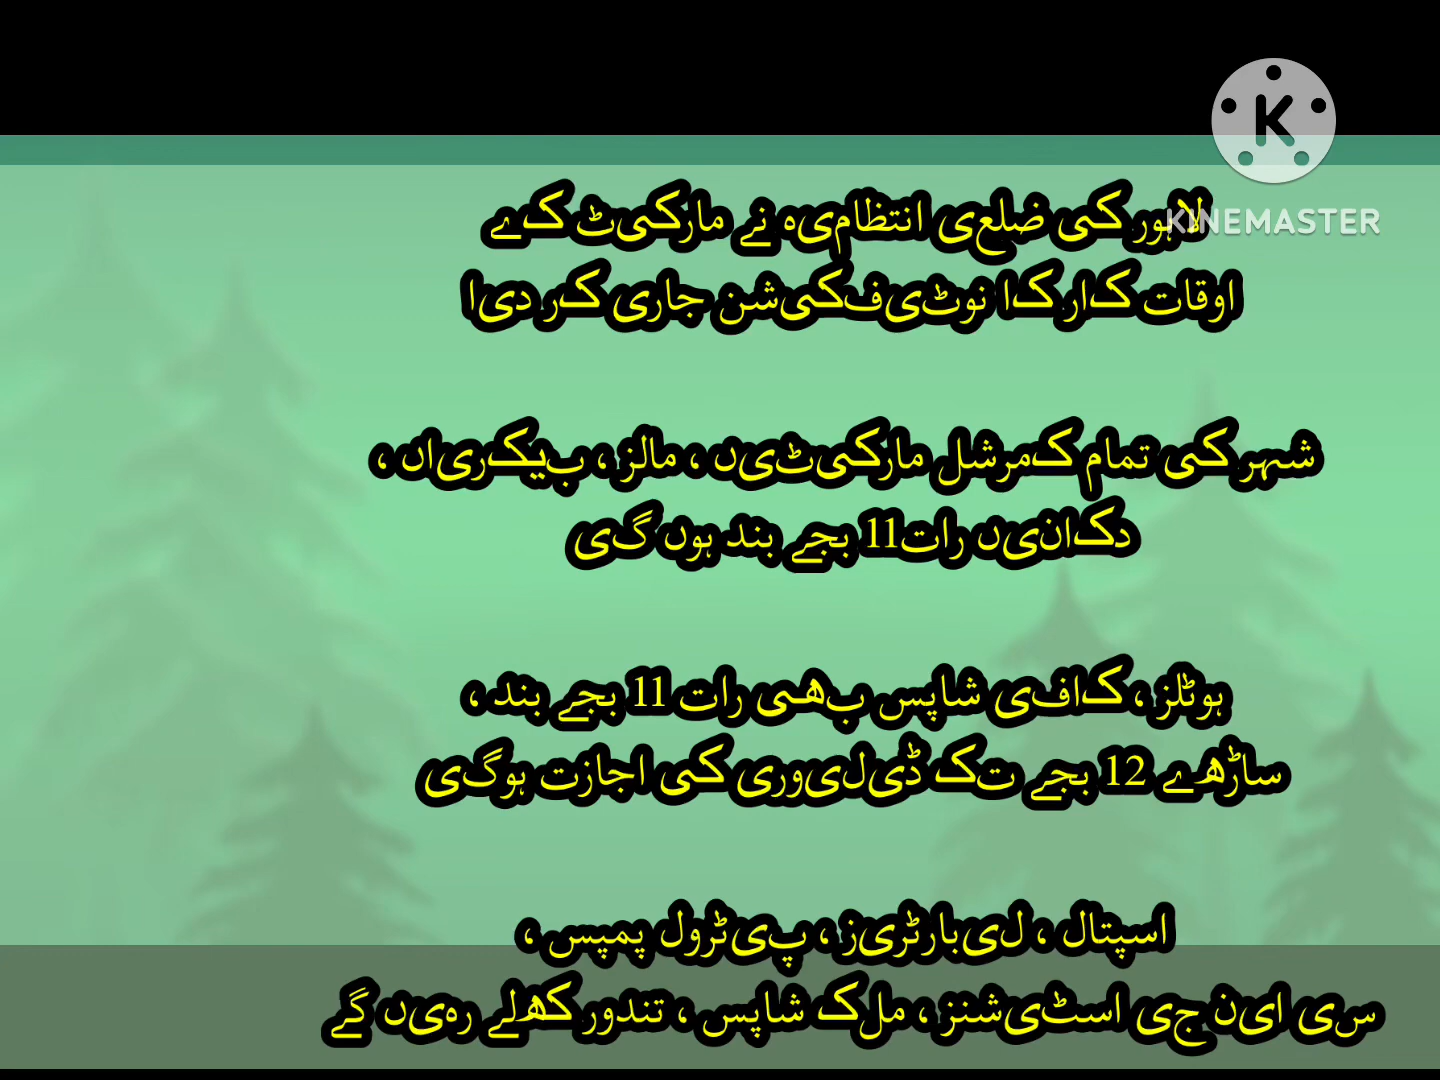 KINEMASTER
لاہور کی ضلعی انتظامیہ نے مارکیٹ کے
اوقات کار کا نوٹیفکیشن جاری کر دیا
شہر کی تمام کمرشل مارکیٹیں ، مالز ، بیکریاں ،
دکانیں رات11 بجے بند ہوں گی
ہوٹلز ، کافی شاپس بھی رات 11 بجے بند ،
ساڑھے 12 بجے تک ڈیلیوری کی اجازت ہوگی
اسپتال ، لیبارٹریز ، پیٹرول پمپس ،
سی این جی اسٹیشنز ، ملک شاپس ، تندور کھلے رہیں گے